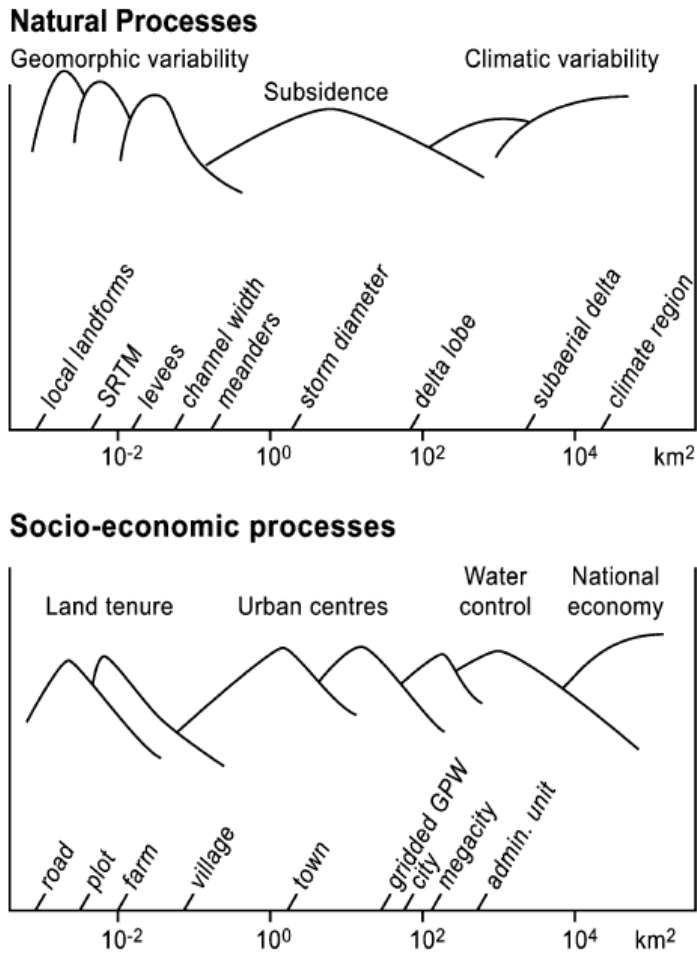 Natural Processes
Geomorphic variability
Climatic variability
Subsidence
local landforms
SRTM
levees
channel width
meanders
storm diameter
delta lobe
subaerial delta
climate region
10⁻² 10⁰ 10² 10⁴ km²
Socio-economic processes
Water control
National economy
Land tenure
Urban centres
road
plot
farm
village
town
gridded GPW
city
megacity
admin. unit
10⁻² 10⁰ 10² 10⁴ km²